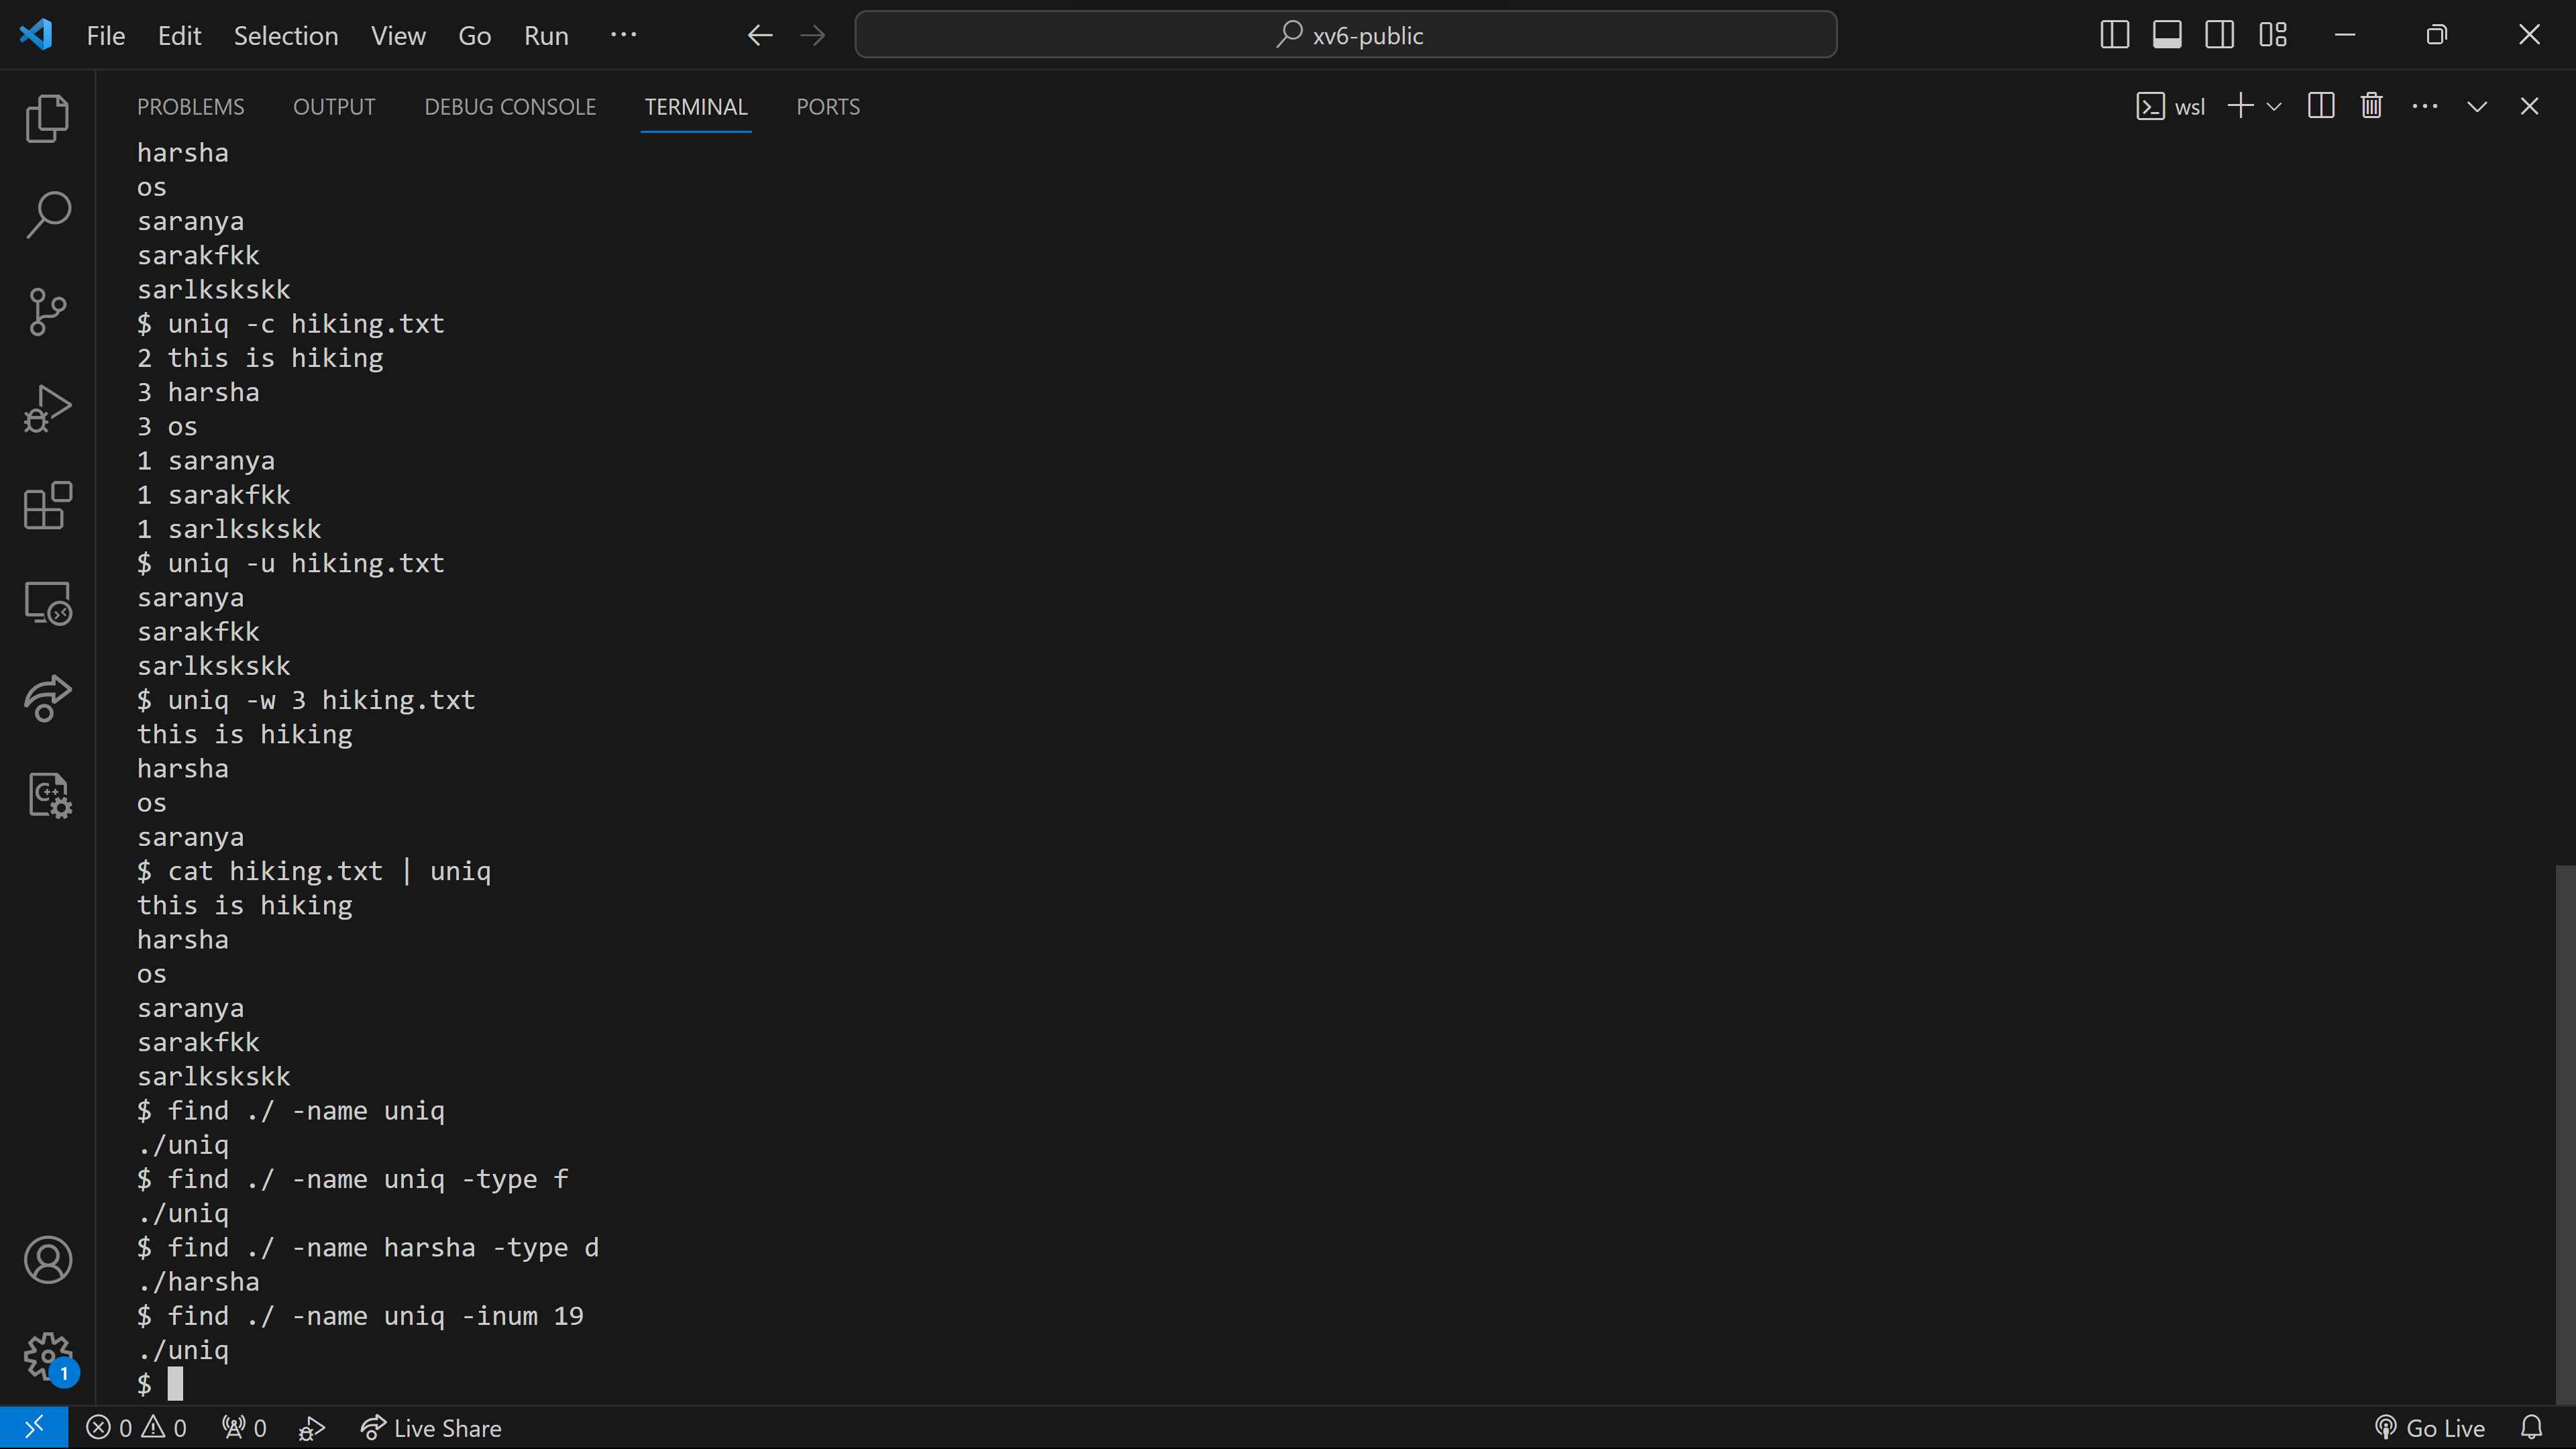 File Edit Selection View Go Run ··· xv6-public
PROBLEMS OUTPUT DEBUG CONSOLE TERMINAL PORTS wsl
harsha
os
saranya
sarakfkk
sarlkskskk
$ uniq -c hiking.txt
2 this is hiking
3 harsha
3 os
1 saranya
1 sarakfkk
1 sarlkskskk
$ uniq -u hiking.txt
saranya
sarakfkk
sarlkskskk
$ uniq -w 3 hiking.txt
this is hiking
harsha
os
saranya
$ cat hiking.txt | uniq
this is hiking
harsha
os
saranya
sarakfkk
sarlkskskk
$ find ./ -name uniq
./uniq
$ find ./ -name uniq -type f
./uniq
$ find ./ -name harsha -type d
./harsha
$ find ./ -name uniq -inum 19
./uniq
$
1
0 0 0 Live Share Go Live